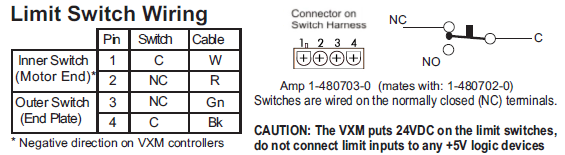 Limit Switch Wiring
Pin Switch Cable
Inner Switch
(Motor End)*
1 C W
2 NC R
Outer Switch
(End Plate)
3 NC Gn
4 C Bk
* Negative direction on VXM controllers
Connector on
Switch Harness
1 2 3 4
NC
C
NO
Amp 1-480703-0 (mates with: 1-480702-0)
Switches are wired on the normally closed (NC) terminals.
CAUTION: The VXM puts 24VDC on the limit switches,
do not connect limit inputs to any +5V logic devices